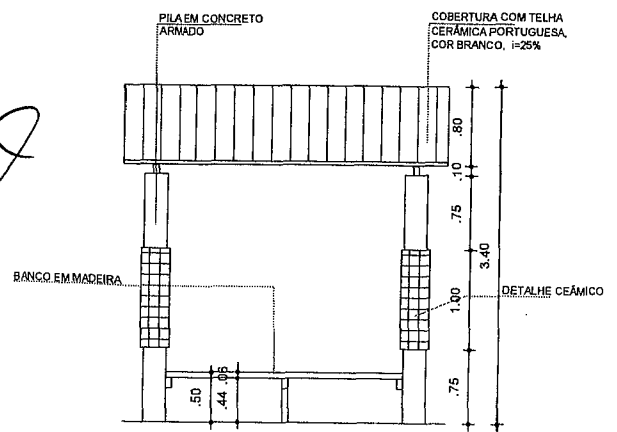 PILA EM CONCRETO
ARMADO
COBERTURA COM TELHA
CERÂMICA PORTUGUESA,
COR BRANCO, i=25%
.80
.10
.75
3.40
BANCO EM MADEIRA
1.00
DETALHE CEÂMICO
.06
.50
.44
.75